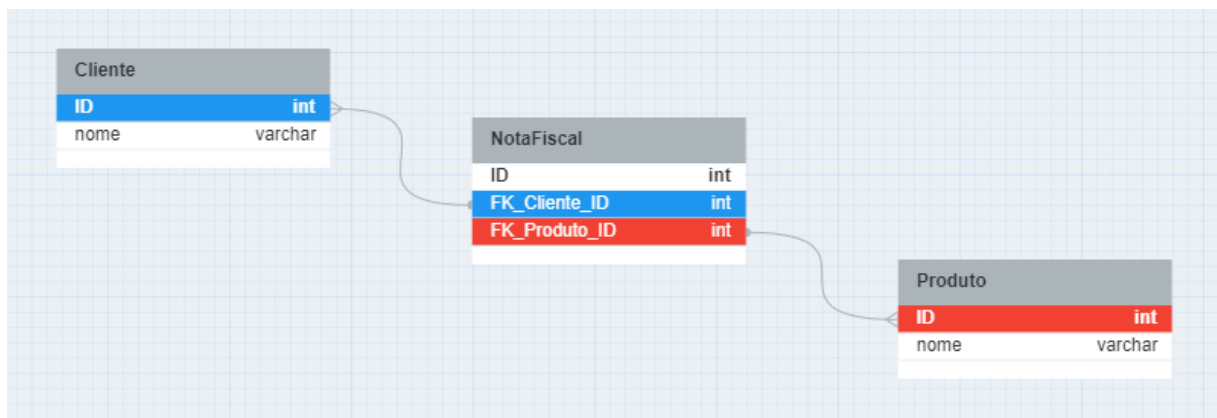 Cliente
ID int
nome varchar
NotaFiscal
ID int
FK_Cliente_ID int
FK_Produto_ID int
Produto
ID int
nome varchar